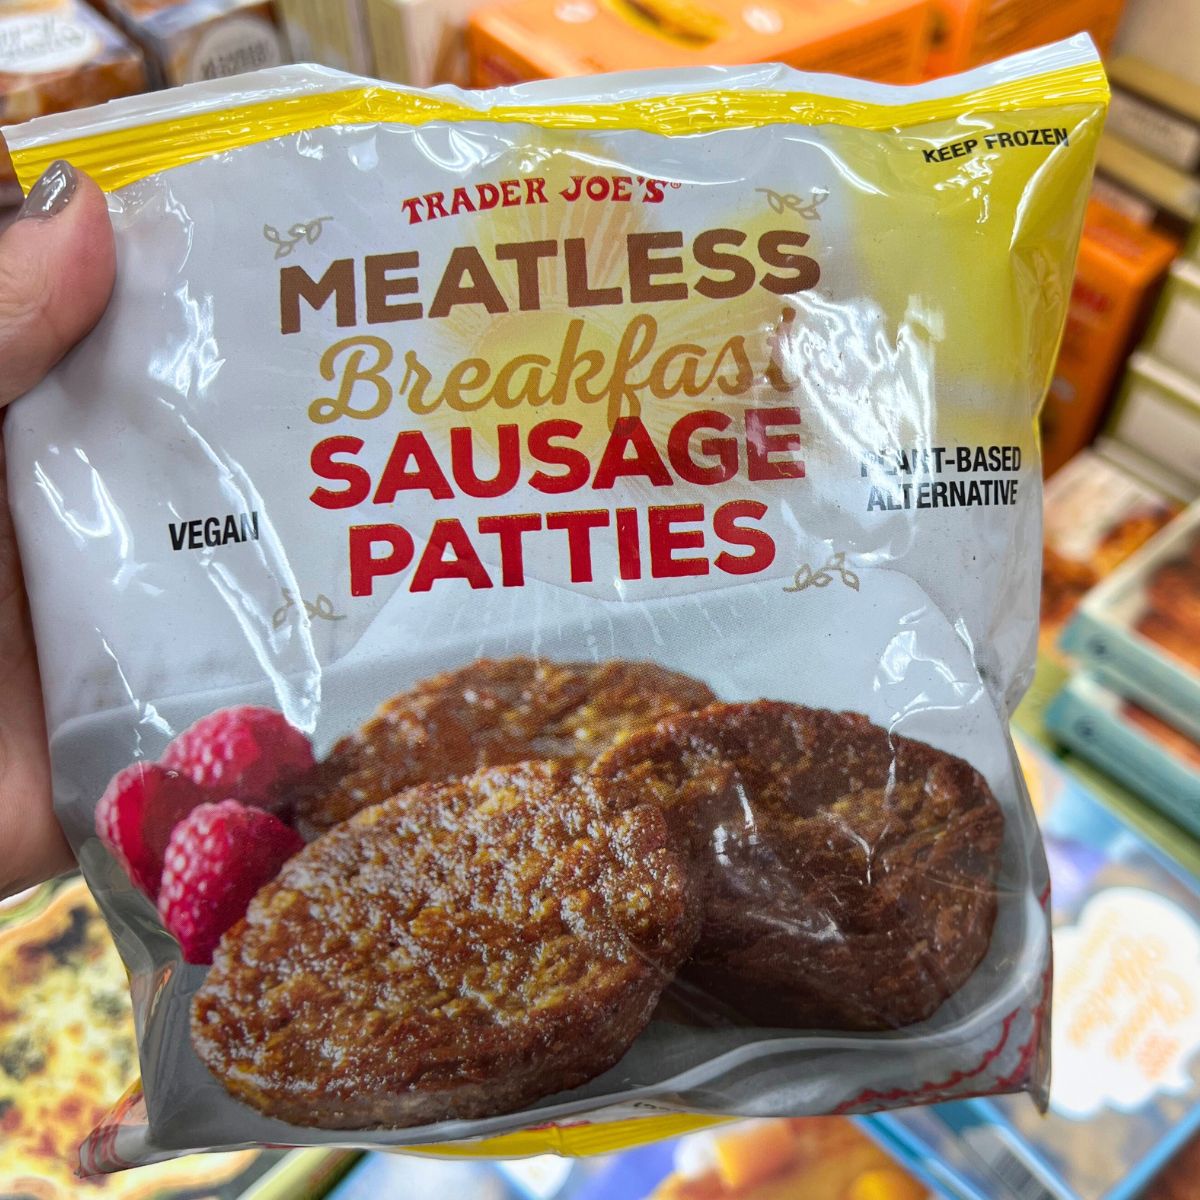 KEEP FROZEN
TRADER JOE'S®
MEATLESS
Breakfast
SAUSAGE
PATTIES
VEGAN
PLANT-BASED
ALTERNATIVE